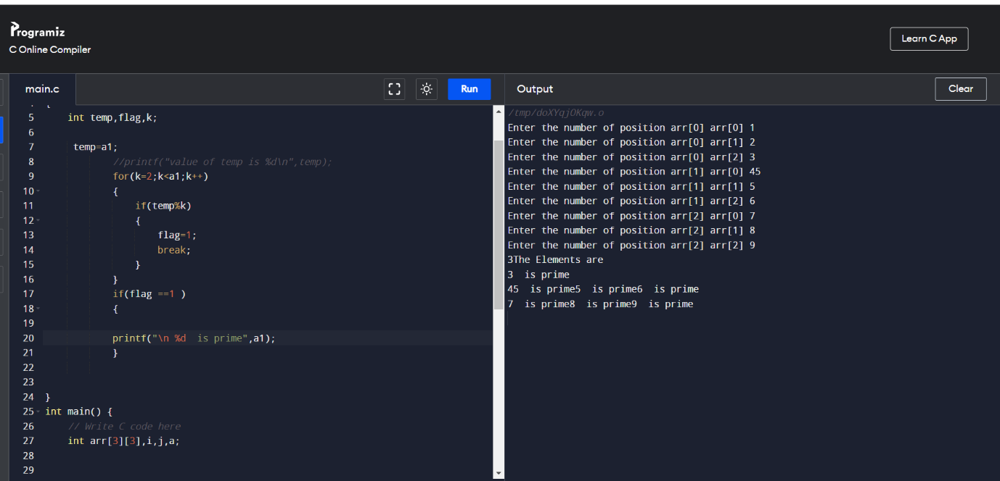 Programiz
C Online Compiler
Learn C App
main.c
Run
Output
Clear
5 int temp,flag,k;
6
7 temp=a1;
8 //printf("value of temp is %d\n",temp);
9 for(k=2;k<a1;k++)
10 {
11 if(temp%k)
12 {
13 flag=1;
14 break;
15 }
16 }
17 if(flag ==1 )
18 {
19
20 printf("\n %d  is prime",a1);
21 }
22
23
24 }
25 int main() {
26 // Write C code here
27 int arr[3][3],i,j,a;
28
29
/tmp/doXYqjOKqw.o
Enter the number of position arr[0] arr[0] 1
Enter the number of position arr[0] arr[1] 2
Enter the number of position arr[0] arr[2] 3
Enter the number of position arr[1] arr[0] 45
Enter the number of position arr[1] arr[1] 5
Enter the number of position arr[1] arr[2] 6
Enter the number of position arr[2] arr[0] 7
Enter the number of position arr[2] arr[1] 8
Enter the number of position arr[2] arr[2] 9
3The Elements are
3  is prime
45  is prime5  is prime6  is prime
7  is prime8  is prime9  is prime